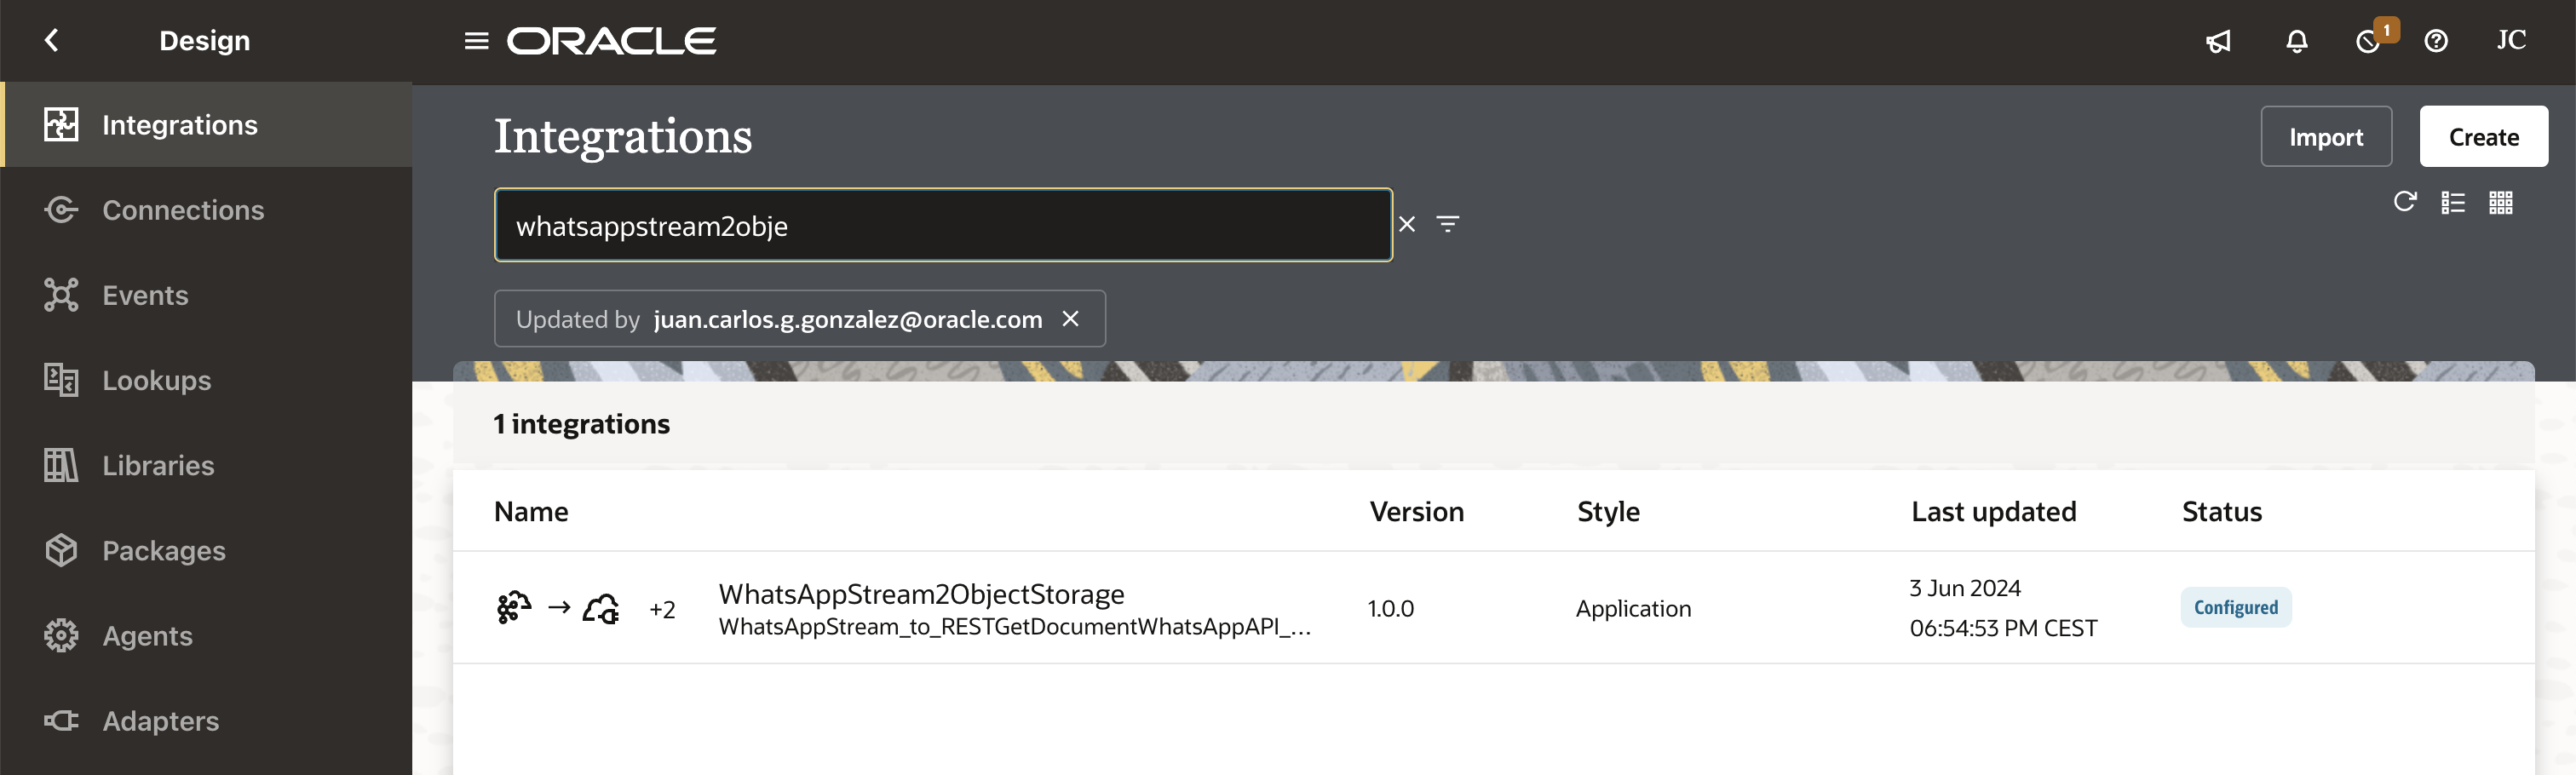 Design
ORACLE
1
JC
Integrations
Connections
Events
Lookups
Libraries
Packages
Agents
Adapters
Integrations
Import
Create
whatsappstream2obje
Updated by juan.carlos.g.gonzalez@oracle.com
1 integrations
Name Version Style Last updated Status
+2 WhatsAppStream2ObjectStorage 1.0.0 Application 3 Jun 2024 Configured
WhatsAppStream_to_RESTGetDocumentWhatsAppAPI_... 06:54:53 PM CEST